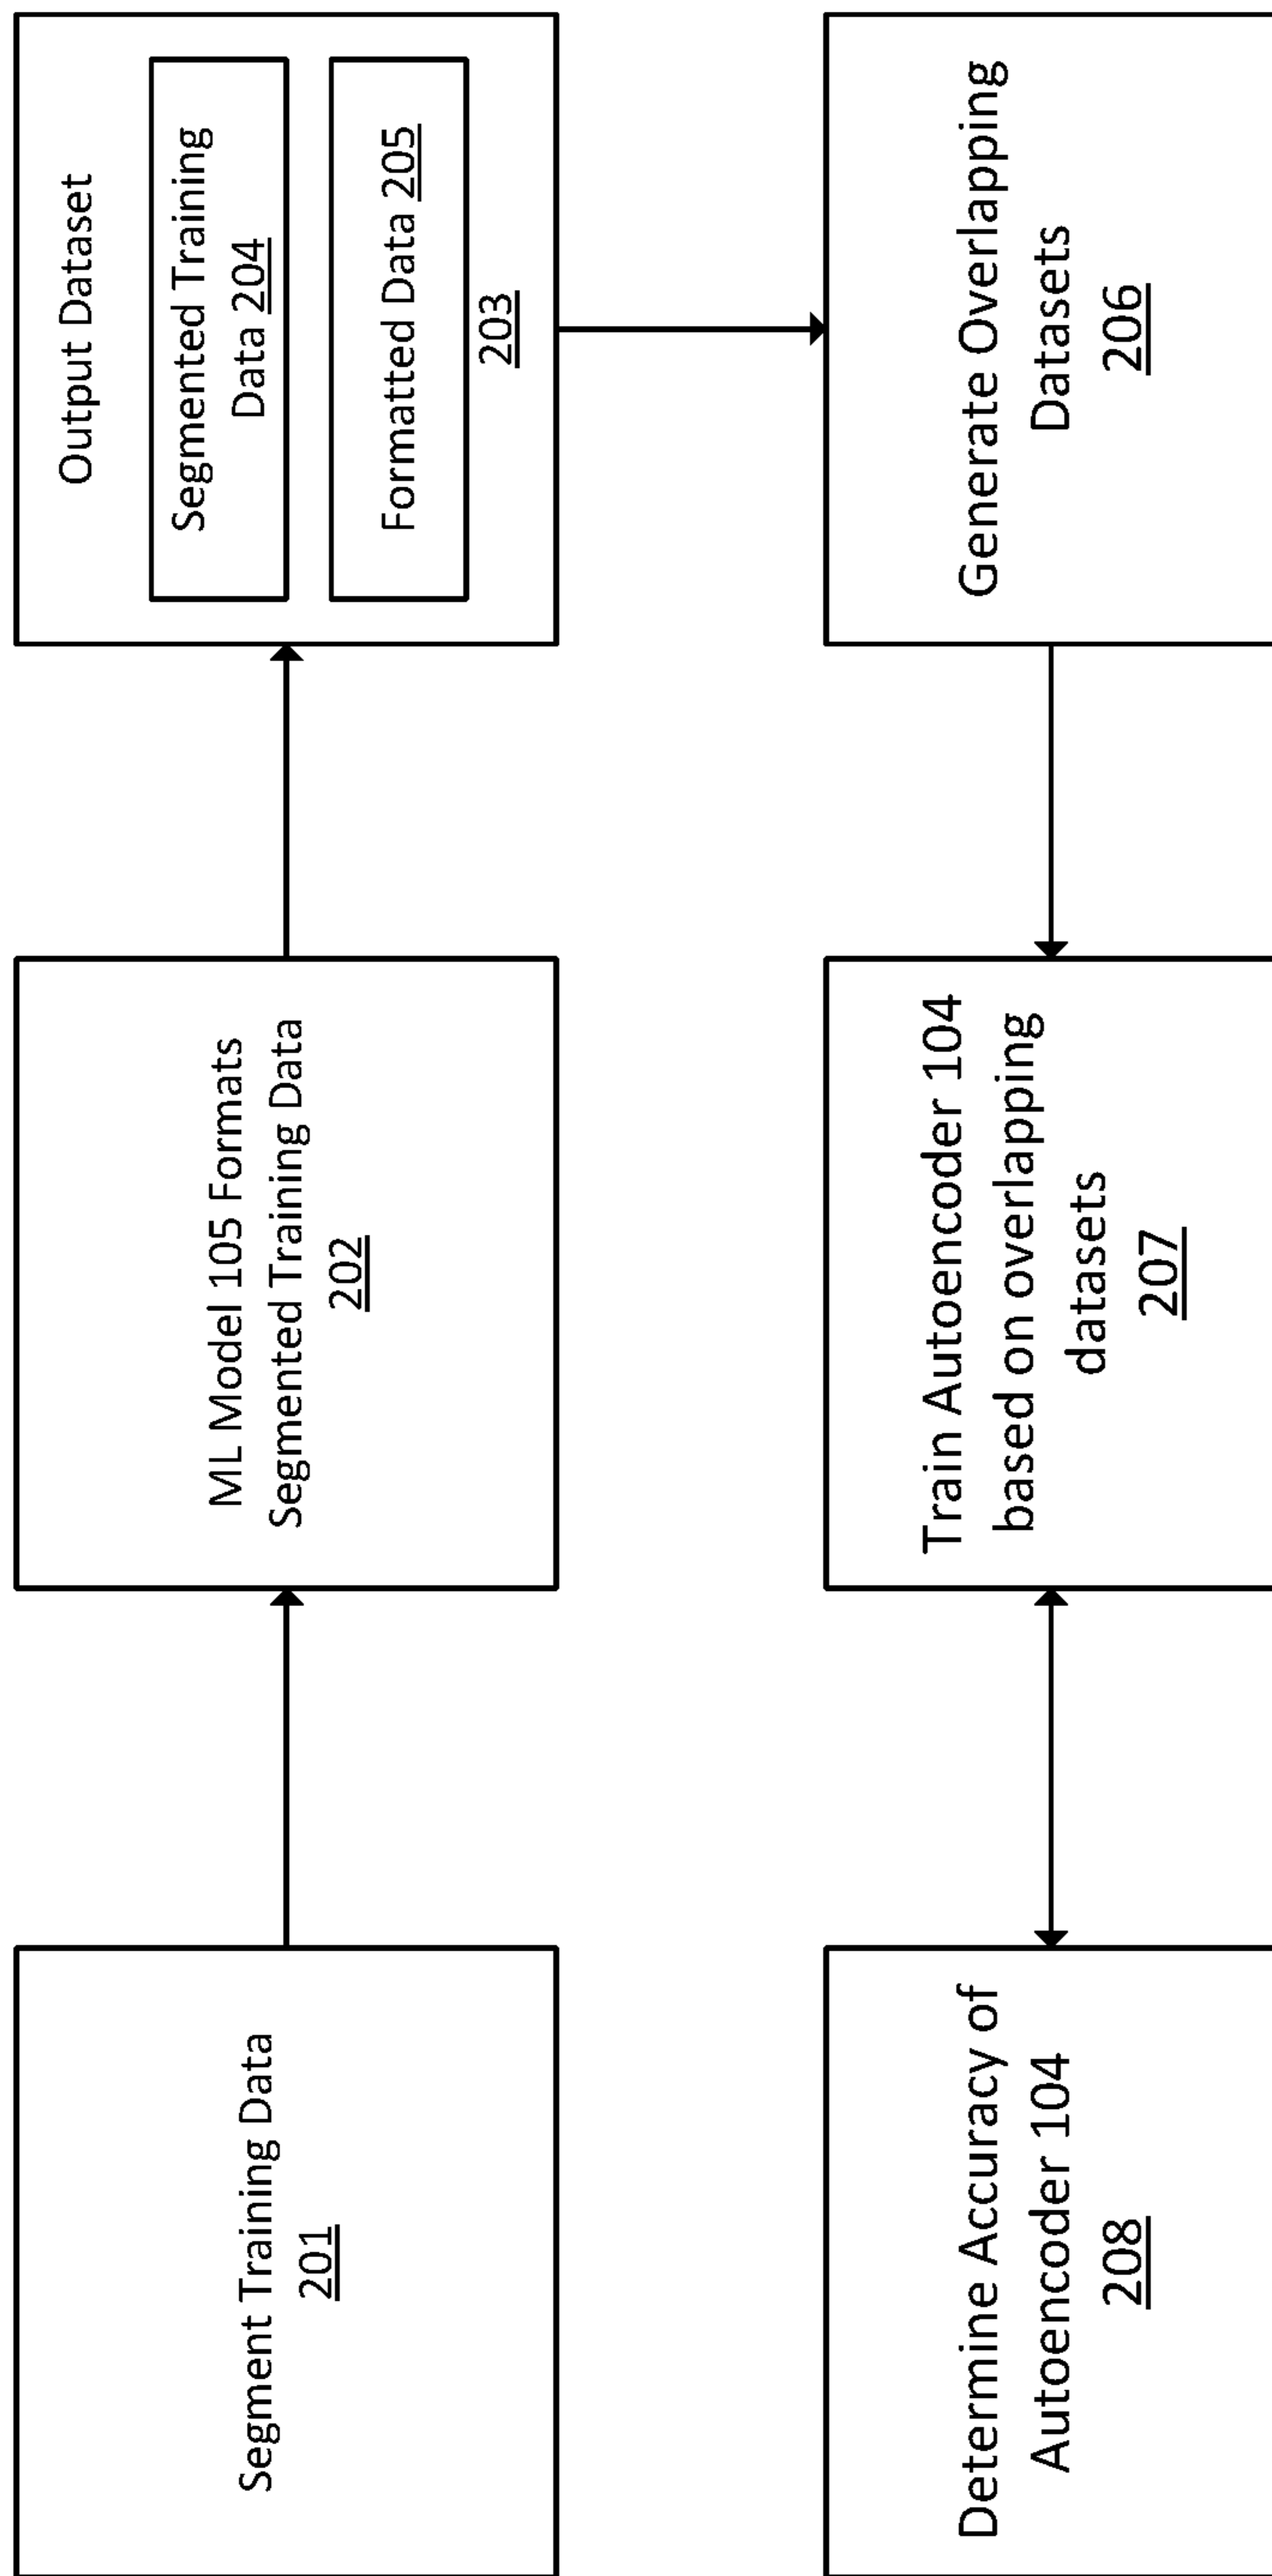 Segment Training Data
201
ML Model 105 Formats
Segmented Training Data
202
Output Dataset
Segmented Training
Data 204
Formatted Data 205
203
Generate Overlapping
Datasets
206
Train Autoencoder 104
based on overlapping
datasets
207
Determine Accuracy of
Autoencoder 104
208